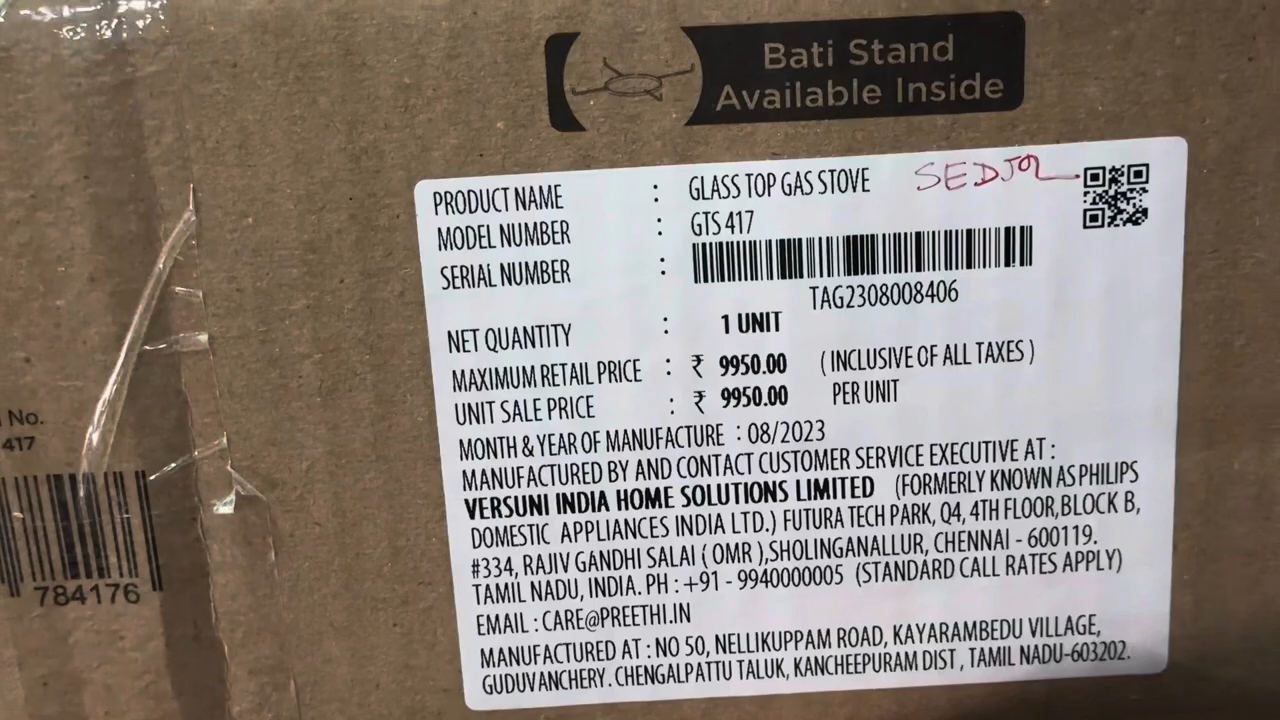 Bati Stand
Available Inside
PRODUCT NAME : GLASS TOP GAS STOVE
MODEL NUMBER : GTS 417
SERIAL NUMBER :
TAG2308008406
NET QUANTITY : 1 UNIT
MAXIMUM RETAIL PRICE : ₹ 9950.00 ( INCLUSIVE OF ALL TAXES )
UNIT SALE PRICE : ₹ 9950.00 PER UNIT
MONTH & YEAR OF MANUFACTURE : 08/2023
MANUFACTURED BY AND CONTACT CUSTOMER SERVICE EXECUTIVE AT :
VERSUNI INDIA HOME SOLUTIONS LIMITED (FORMERLY KNOWN AS PHILIPS
DOMESTIC APPLIANCES INDIA LTD.) FUTURA TECH PARK, Q4, 4TH FLOOR,BLOCK B,
#334, RAJIV GANDHI SALAI ( OMR ),SHOLINGANALLUR, CHENNAI - 600119.
TAMIL NADU, INDIA. PH : +91 - 9940000005 (STANDARD CALL RATES APPLY)
EMAIL : CARE@PREETHI.IN
MANUFACTURED AT : NO 50, NELLIKUPPAM ROAD, KAYARAMBEDU VILLAGE,
GUDUVANCHERY. CHENGALPATTU TALUK, KANCHEEPURAM DIST , TAMIL NADU-603202.
No.
417
784176